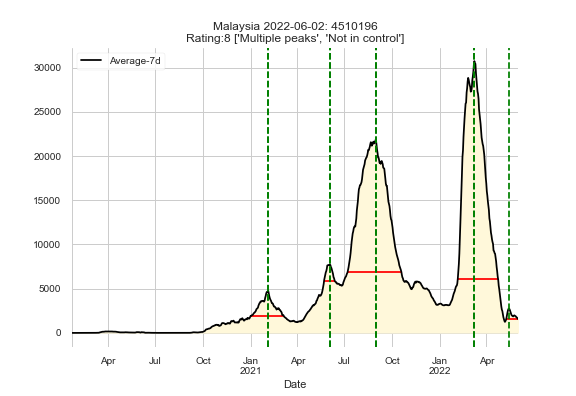 Malaysia 2022-06-02: 4510196
Rating:8 ['Multiple peaks', 'Not in control']
Average-7d
30000
25000
20000
15000
10000
5000
0
Apr Jul Oct Jan Apr Jul Oct Jan Apr
2021 2022
Date